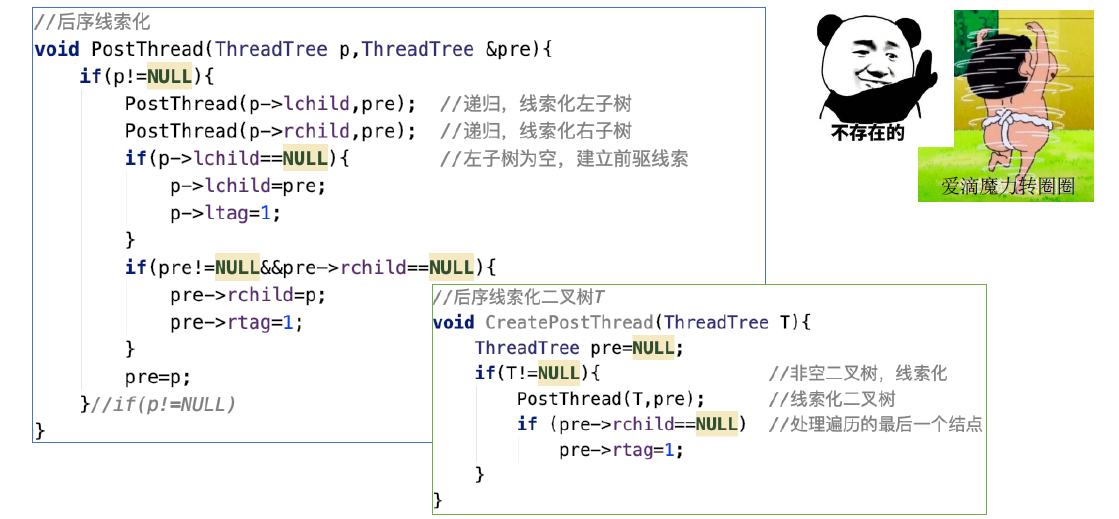 //后序线索化
void PostThread(ThreadTree p,ThreadTree &pre){
    if(p!=NULL){
        PostThread(p->lchild,pre);  //递归，线索化左子树
        PostThread(p->rchild,pre);  //递归，线索化右子树
        if(p->lchild==NULL){        //左子树为空，建立前驱线索
            p->lchild=pre;
            p->ltag=1;
        }
        if(pre!=NULL&&pre->rchild==NULL){
            pre->rchild=p;
            pre->rtag=1;
        }
        pre=p;
    }//if(p!=NULL)
}
//后序线索化二叉树T
void CreatePostThread(ThreadTree T){
    ThreadTree pre=NULL;
    if(T!=NULL){                //非空二叉树，线索化
        PostThread(T,pre);      //线索化二叉树
        if (pre->rchild==NULL)  //处理遍历的最后一个结点
            pre->rtag=1;
    }
}
不存在的
爱滴魔力转圈圈